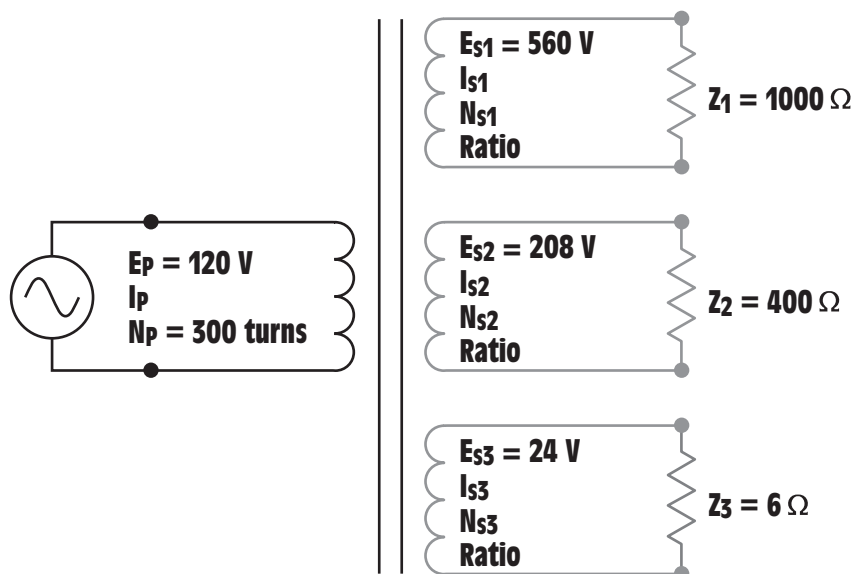 Es1 = 560 V
Is1
Ns1
Ratio
Z1 = 1000 Ω
EP = 120 V
IP
NP = 300 turns
Es2 = 208 V
Is2
Ns2
Ratio
Z2 = 400 Ω
Es3 = 24 V
Is3
Ns3
Ratio
Z3 = 6 Ω